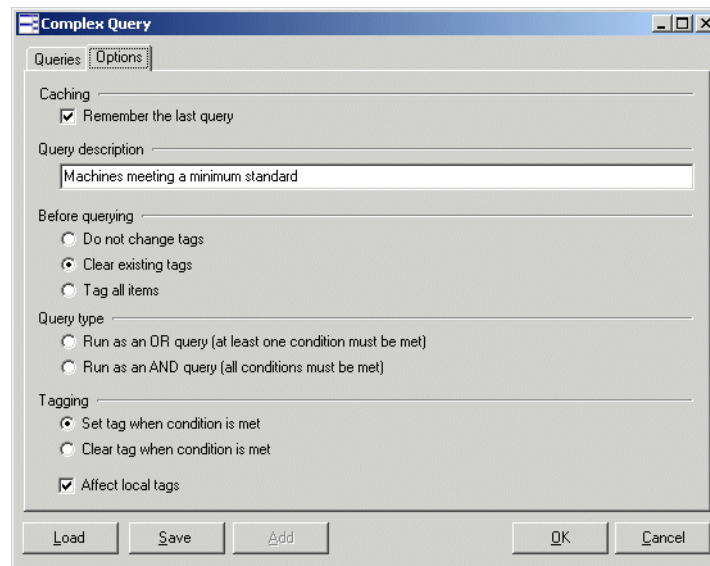 Complex Query
Queries Options
Caching
Remember the last query
Query description
Machines meeting a minimum standard
Before querying
Do not change tags
Clear existing tags
Tag all items
Query type
Run as an OR query (at least one condition must be met)
Run as an AND query (all conditions must be met)
Tagging
Set tag when condition is met
Clear tag when condition is met
Affect local tags
Load Save Add OK Cancel